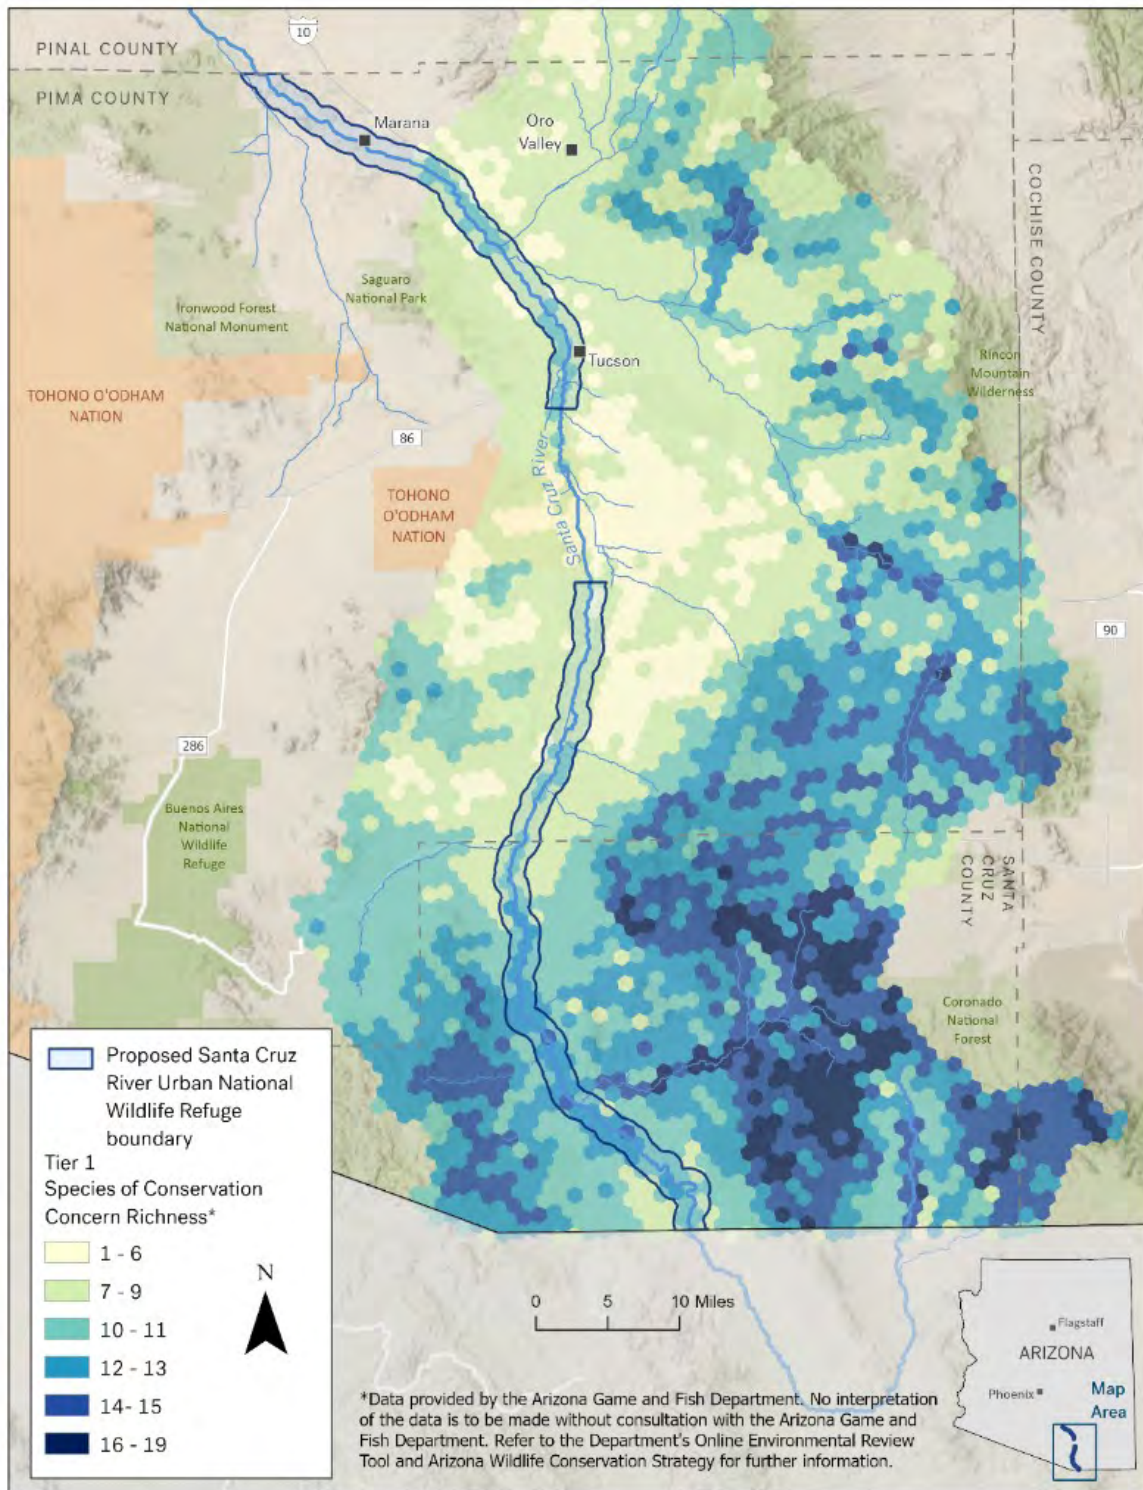 10
PINAL COUNTY
PIMA COUNTY
Marana
Oro
Valley
COCHISE COUNTY
Saguaro
National Park
Ironwood Forest
National Monument
Tucson
Rincon
Mountain
Wilderness
TOHONO O'ODHAM
NATION
86
Santa Cruz River
TOHONO
O'ODHAM
NATION
90
286
Buenos Aires
National
Wildlife
Refuge
SANTA
CRUZ
COUNTY
Coronado
National
Forest
Proposed Santa Cruz
River Urban National
Wildlife Refuge
boundary
Tier 1
Species of Conservation
Concern Richness*
1 - 6
7 - 9
10 - 11
12 - 13
14- 15
16 - 19
N
0 5 10 Miles
Flagstaff
ARIZONA
Phoenix
Map
Area
*Data provided by the Arizona Game and Fish Department. No interpretation
of the data is to be made without consultation with the Arizona Game and
Fish Department. Refer to the Department's Online Environmental Review
Tool and Arizona Wildlife Conservation Strategy for further information.